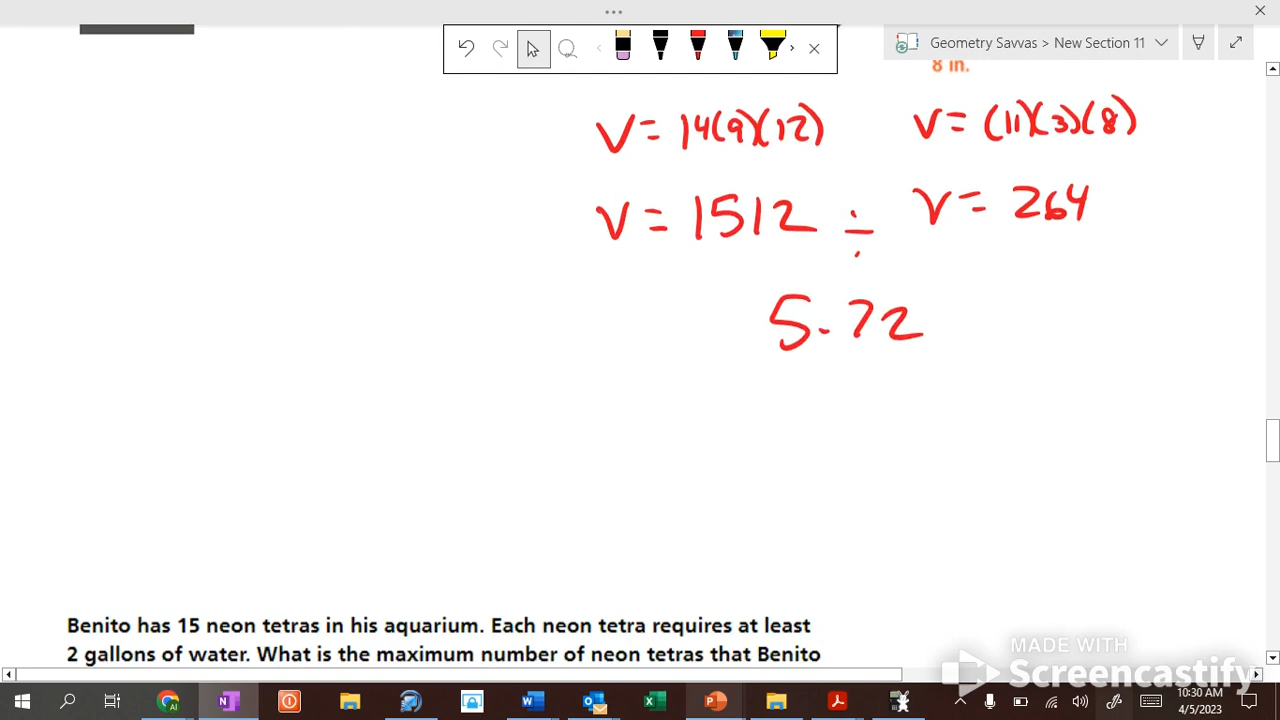 Geometry Savvas > New Section 11
8 in.
V = 14(9)(12)
V = (11)(3)(8)
V = 1512 ÷
V = 264
5.72
Benito has 15 neon tetras in his aquarium. Each neon tetra requires at least
2 gallons of water. What is the maximum number of neon tetras that Benito
MADE WITH
Screencastify
10:30 AM
4/5/2023